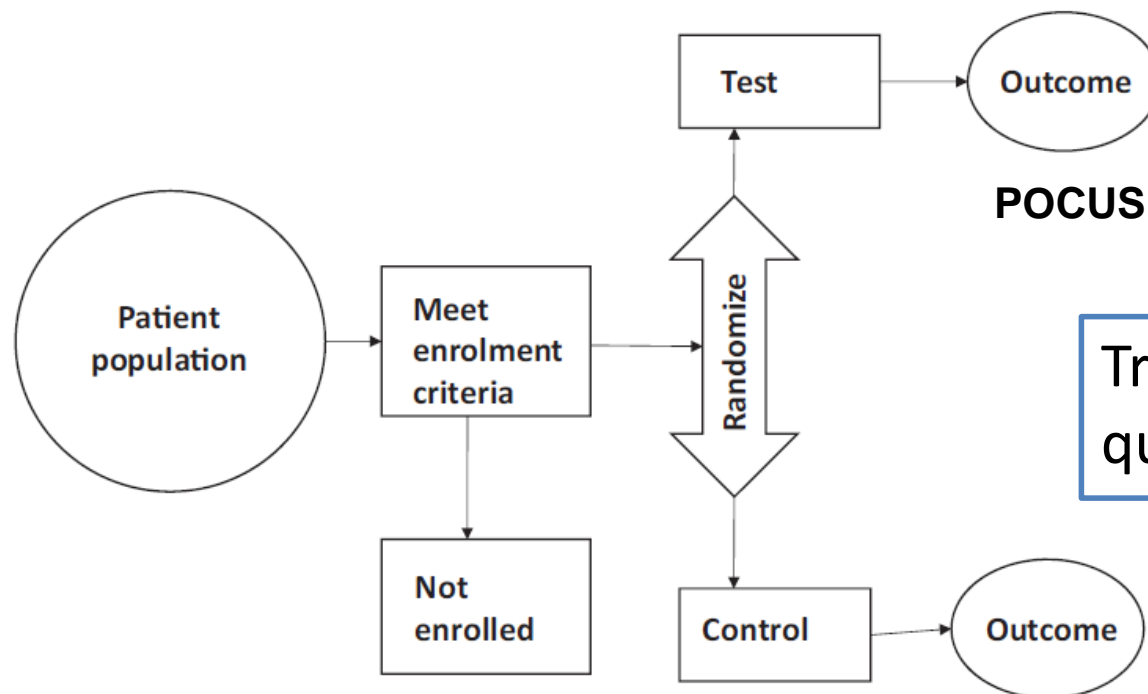 Test
Outcome
POCUS
Patient
population
Meet
enrolment
criteria
Randomize
Not
enrolled
Control
Outcome